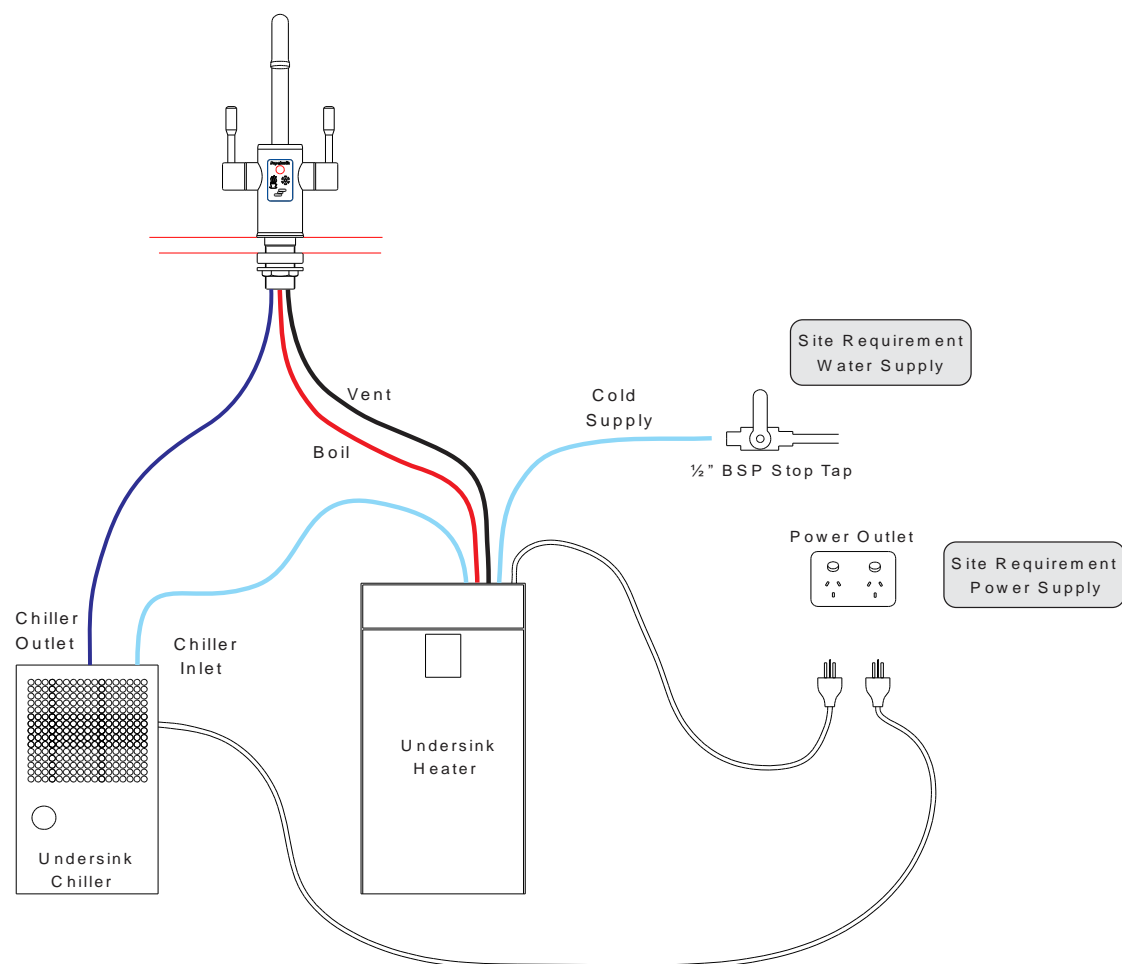 Site Requirement
Water Supply
Vent
Cold
Supply
Boil
½" BSP Stop Tap
Power Outlet
Site Requirement
Power Supply
Chiller
Outlet
Chiller
Inlet
Undersink
Heater
Undersink
Chiller